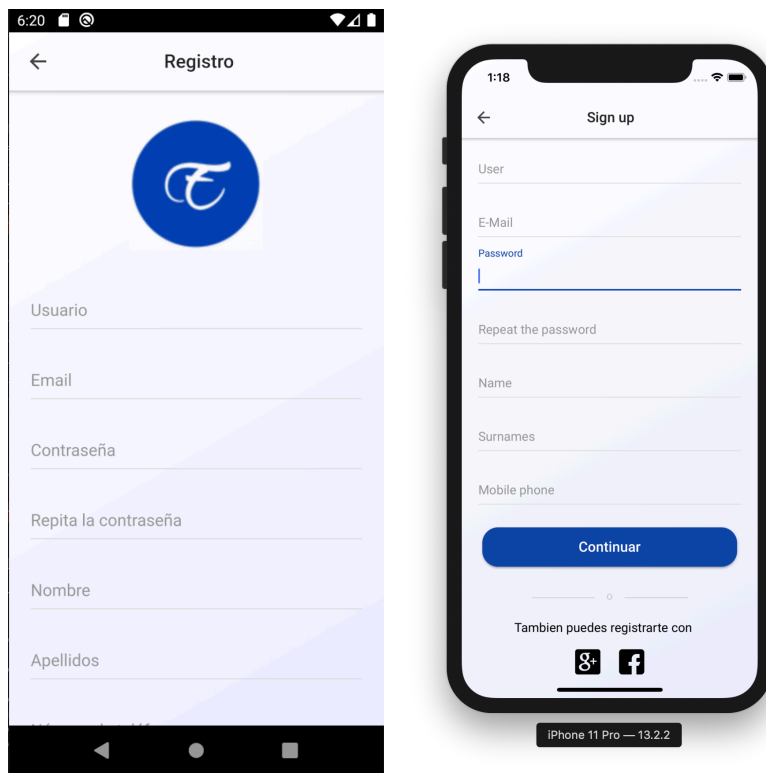 6:20
Registro
E
Usuario
Email
Contraseña
Repita la contraseña
Nombre
Apellidos
1:18
Sign up
User
E-Mail
Password
Repeat the password
Name
Surnames
Mobile phone
Continuar
o
Tambien puedes registrarte con
g+ f
iPhone 11 Pro — 13.2.2